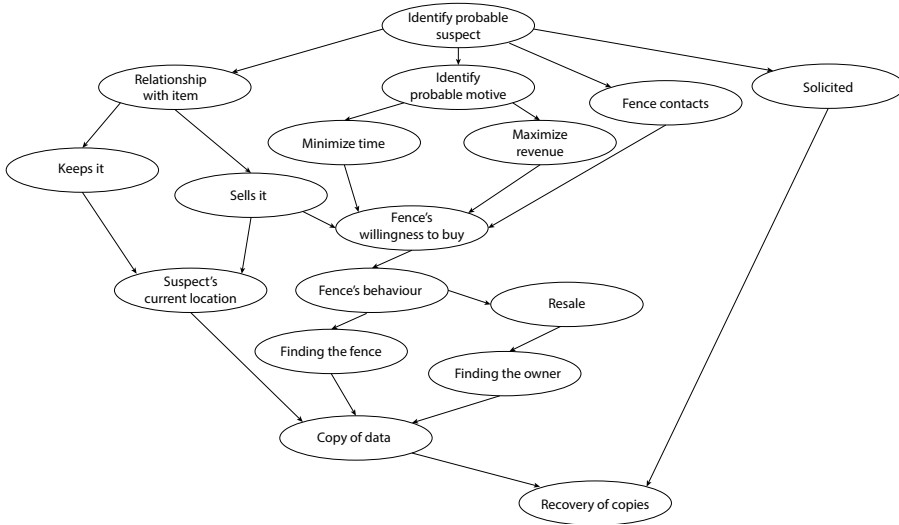 Identify probable
suspect
Relationship
with item
Identify
probable motive
Fence contacts
Solicited
Minimize time
Maximize
revenue
Keeps it
Sells it
Fence's
willingness to buy
Suspect's
current location
Fence's behaviour
Resale
Finding the fence
Finding the owner
Copy of data
Recovery of copies